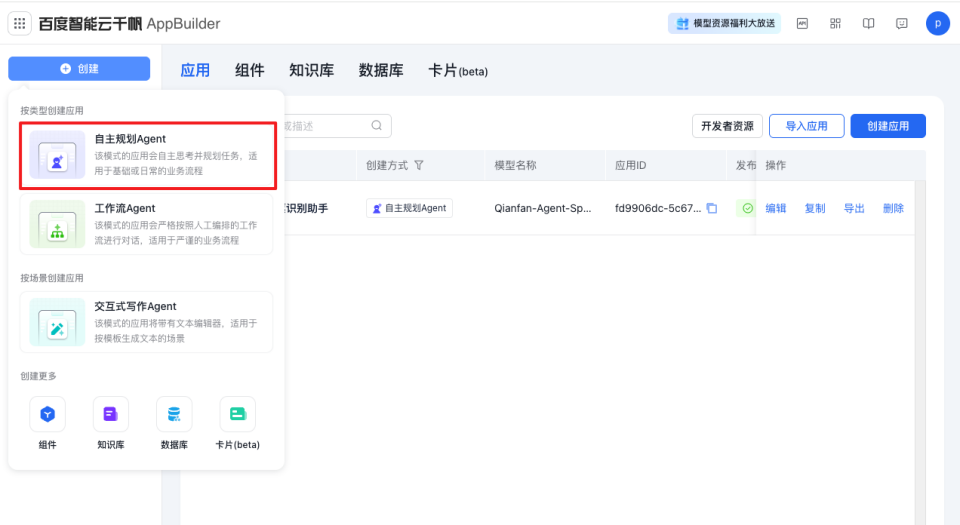 百度智能云千帆 AppBuilder
模型资源福利大放送
API
p
创建
应用
组件
知识库
数据库
卡片(beta)
按类型创建应用
自主规划Agent
该模式的应用会自主思考并规划任务，适
用于基础或日常的业务流程
工作流Agent
该模式的应用会严格按照人工编排的工作
流进行对话，适用于严谨的业务流程
按场景创建应用
交互式写作Agent
该模式的应用将带有文本编辑器，适用于
按模板生成文本的场景
创建更多
组件
知识库
数据库
卡片(beta)
或描述
开发者资源
导入应用
创建应用
创建方式
模型名称
应用ID
发布
操作
识别助手
自主规划Agent
Qianfan-Agent-Sp...
fd9906dc-5c67...
编辑
复制
导出
删除